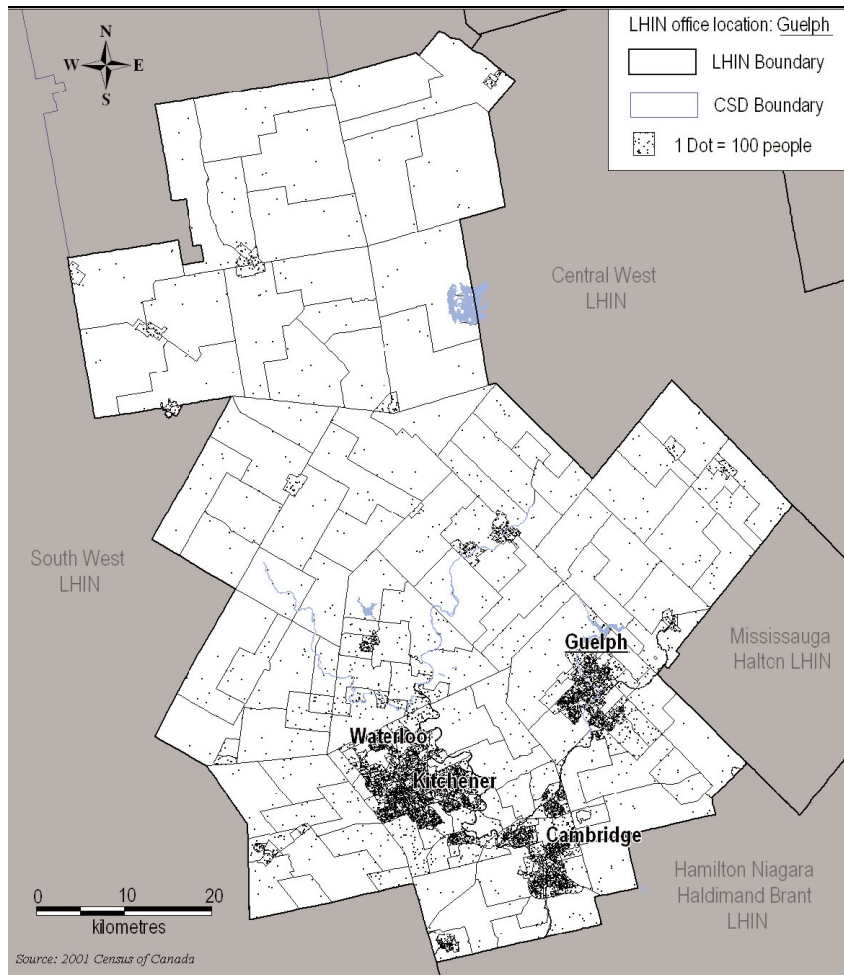 LHIN office location: Guelph
LHIN Boundary
CSD Boundary
1 Dot = 100 people
N
W E
S
Central West
LHIN
South West
LHIN
Mississauga
Halton LHIN
Guelph
Waterloo
Kitchener
Cambridge
Hamilton Niagara
Haldimand Brant
LHIN
0 10 20
kilometres
Source: 2001 Census of Canada